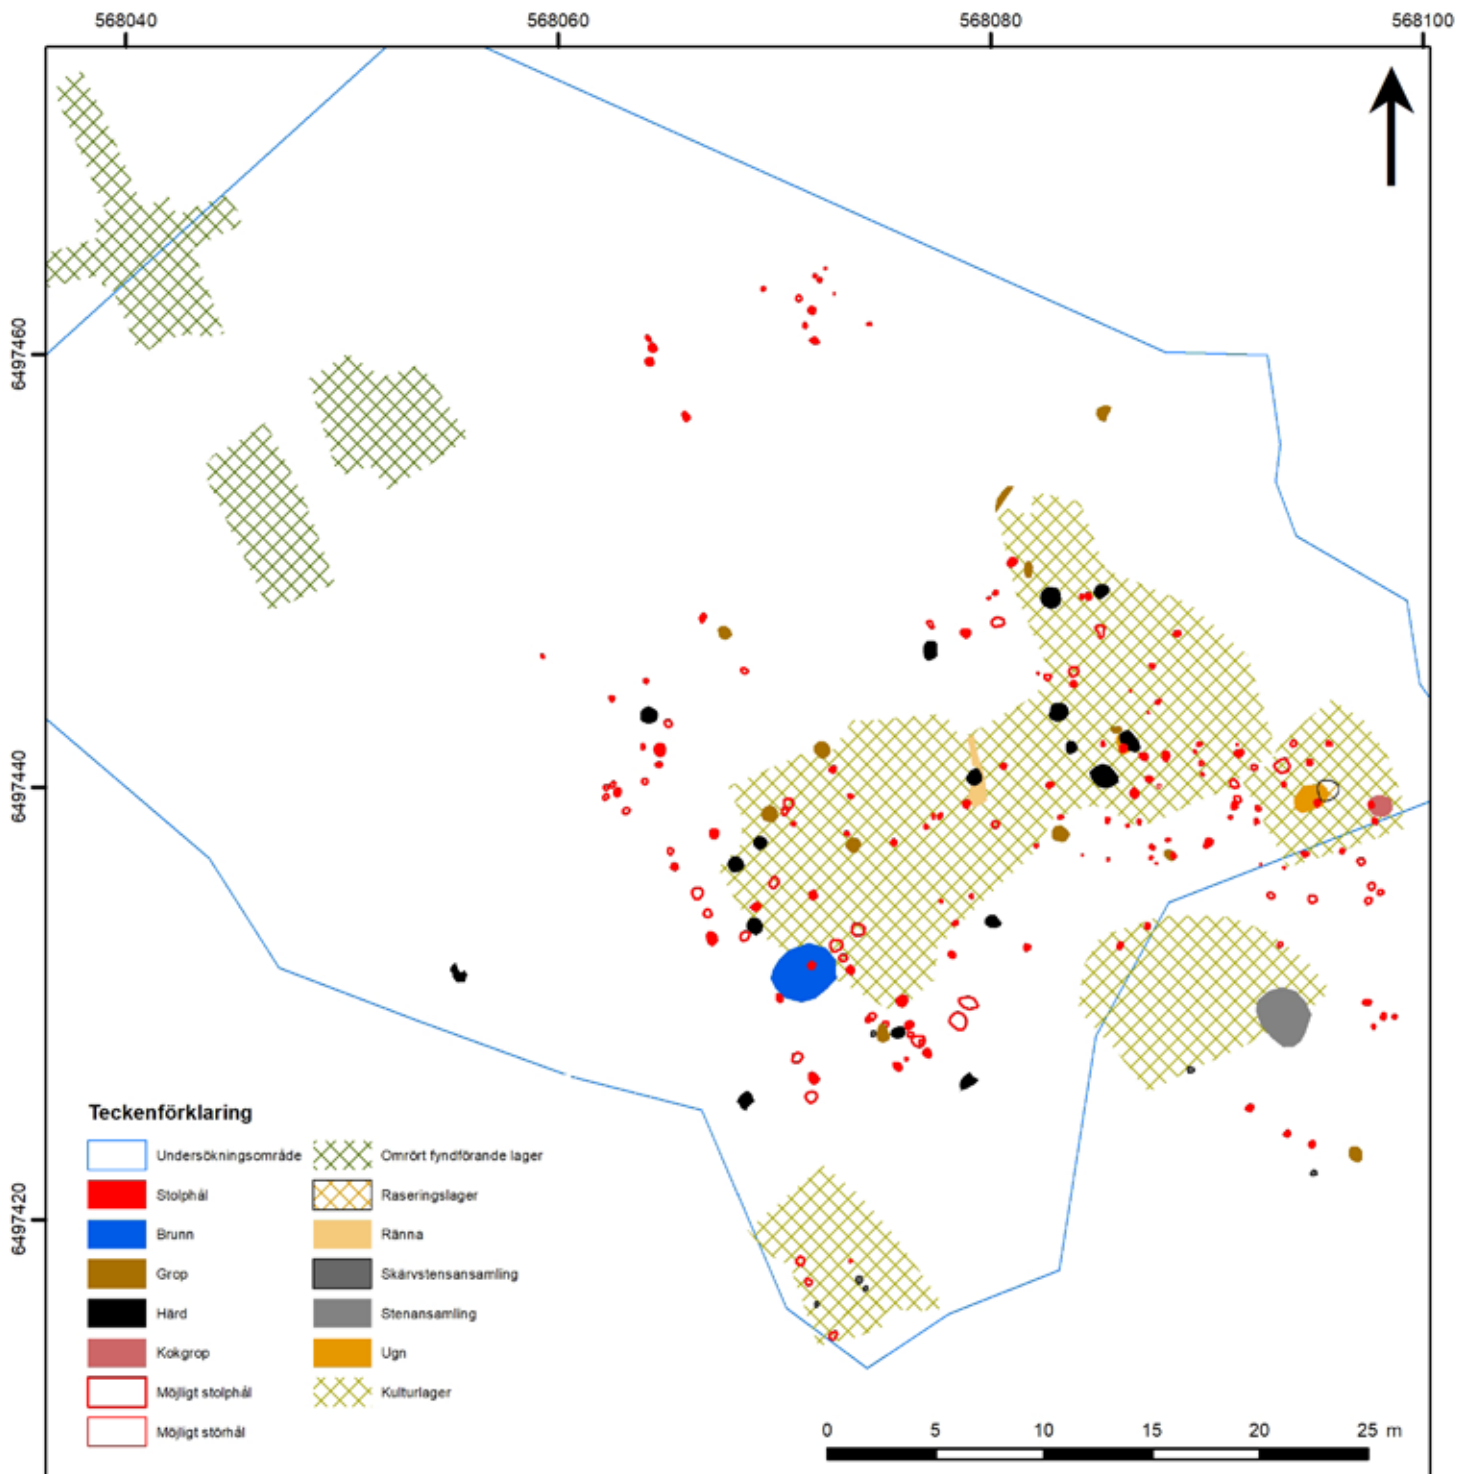 568040 568060 568080 568100
6497460
6497440
6497420
Teckenförklaring
Undersökningsområde
Stolphål
Brunn
Grop
Härd
Kokgrop
Möjligt stolphål
Möjligt störhål
Omrört fyndförande lager
Raseringslager
Ränna
Skärvstensansamling
Stenansamling
Ugn
Kulturlager
0 5 10 15 20 25 m